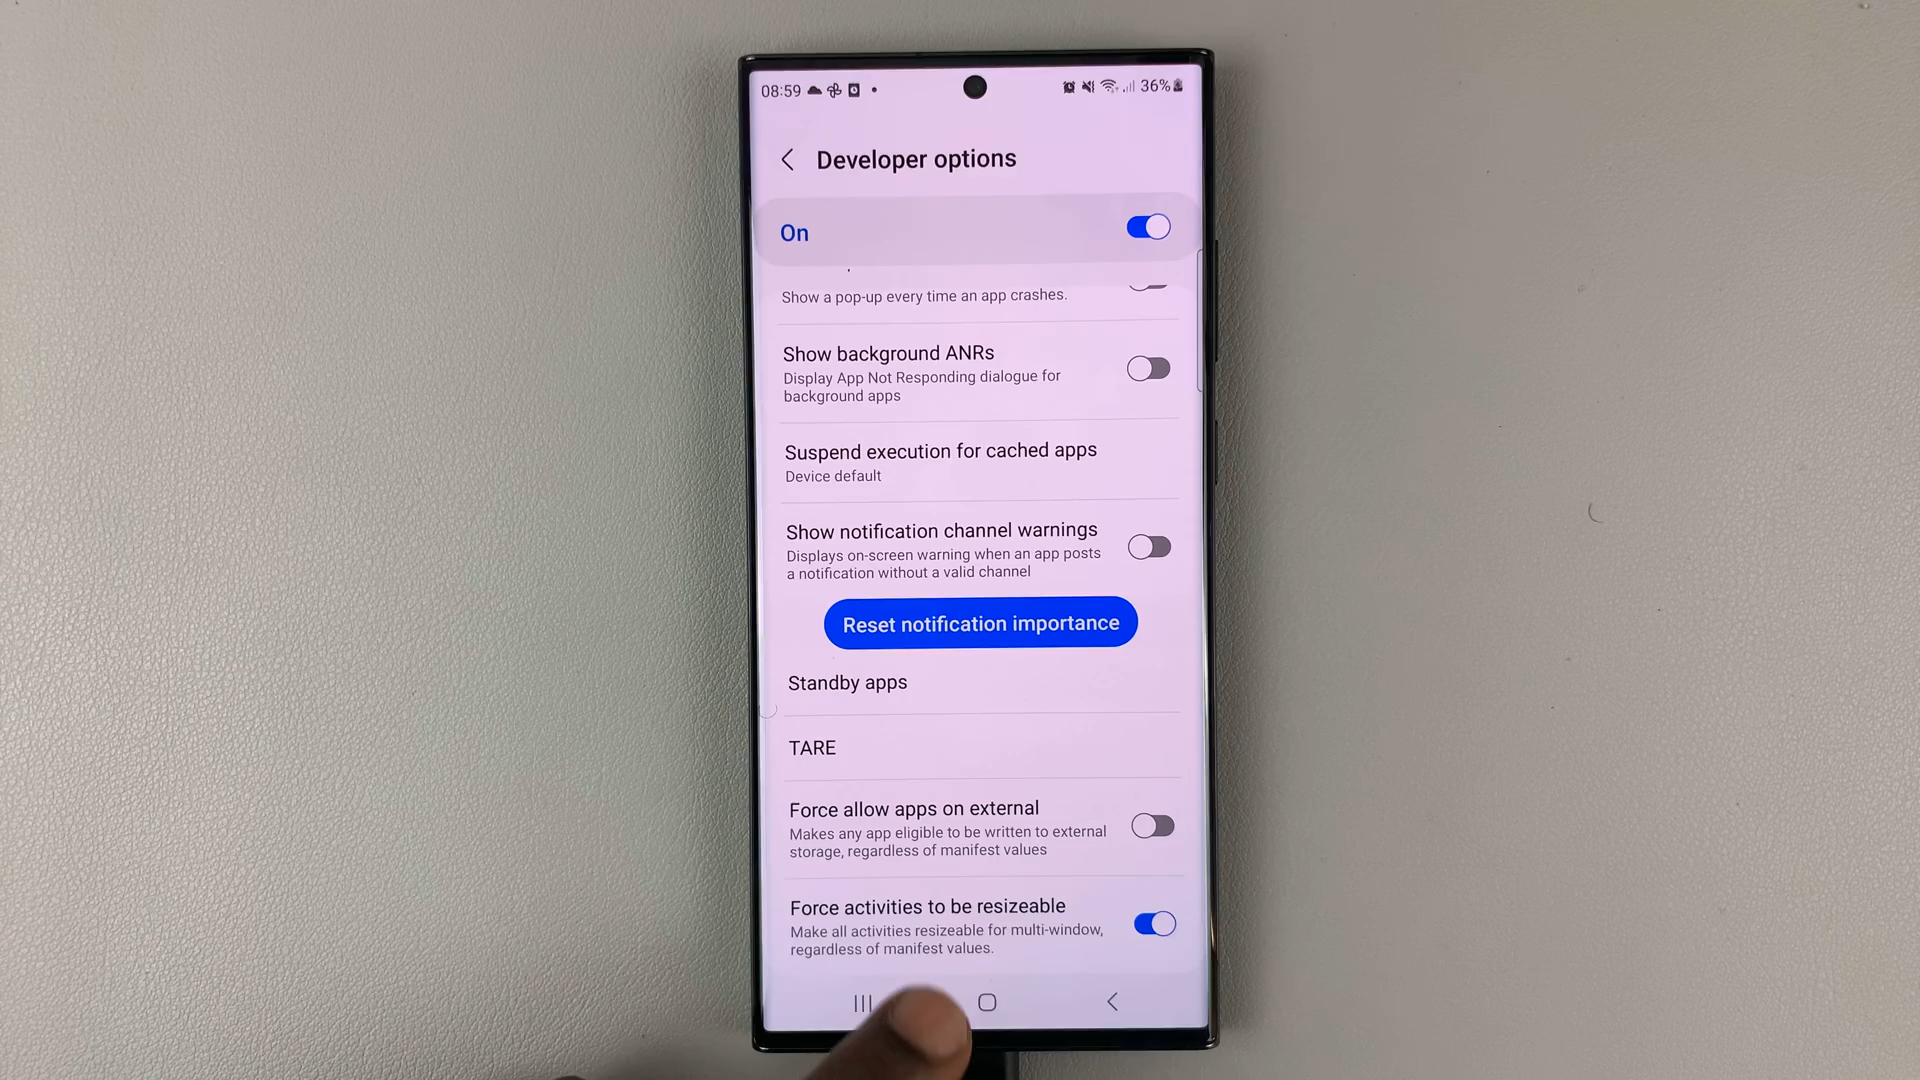 08:59
36%
Developer options
On
Show a pop-up every time an app crashes.
Show background ANRs
Display App Not Responding dialogue for
background apps
Suspend execution for cached apps
Device default
Show notification channel warnings
Displays on-screen warning when an app posts
a notification without a valid channel
Reset notification importance
Standby apps
TARE
Force allow apps on external
Makes any app eligible to be written to external
storage, regardless of manifest values
Force activities to be resizeable
Make all activities resizeable for multi-window,
regardless of manifest values.